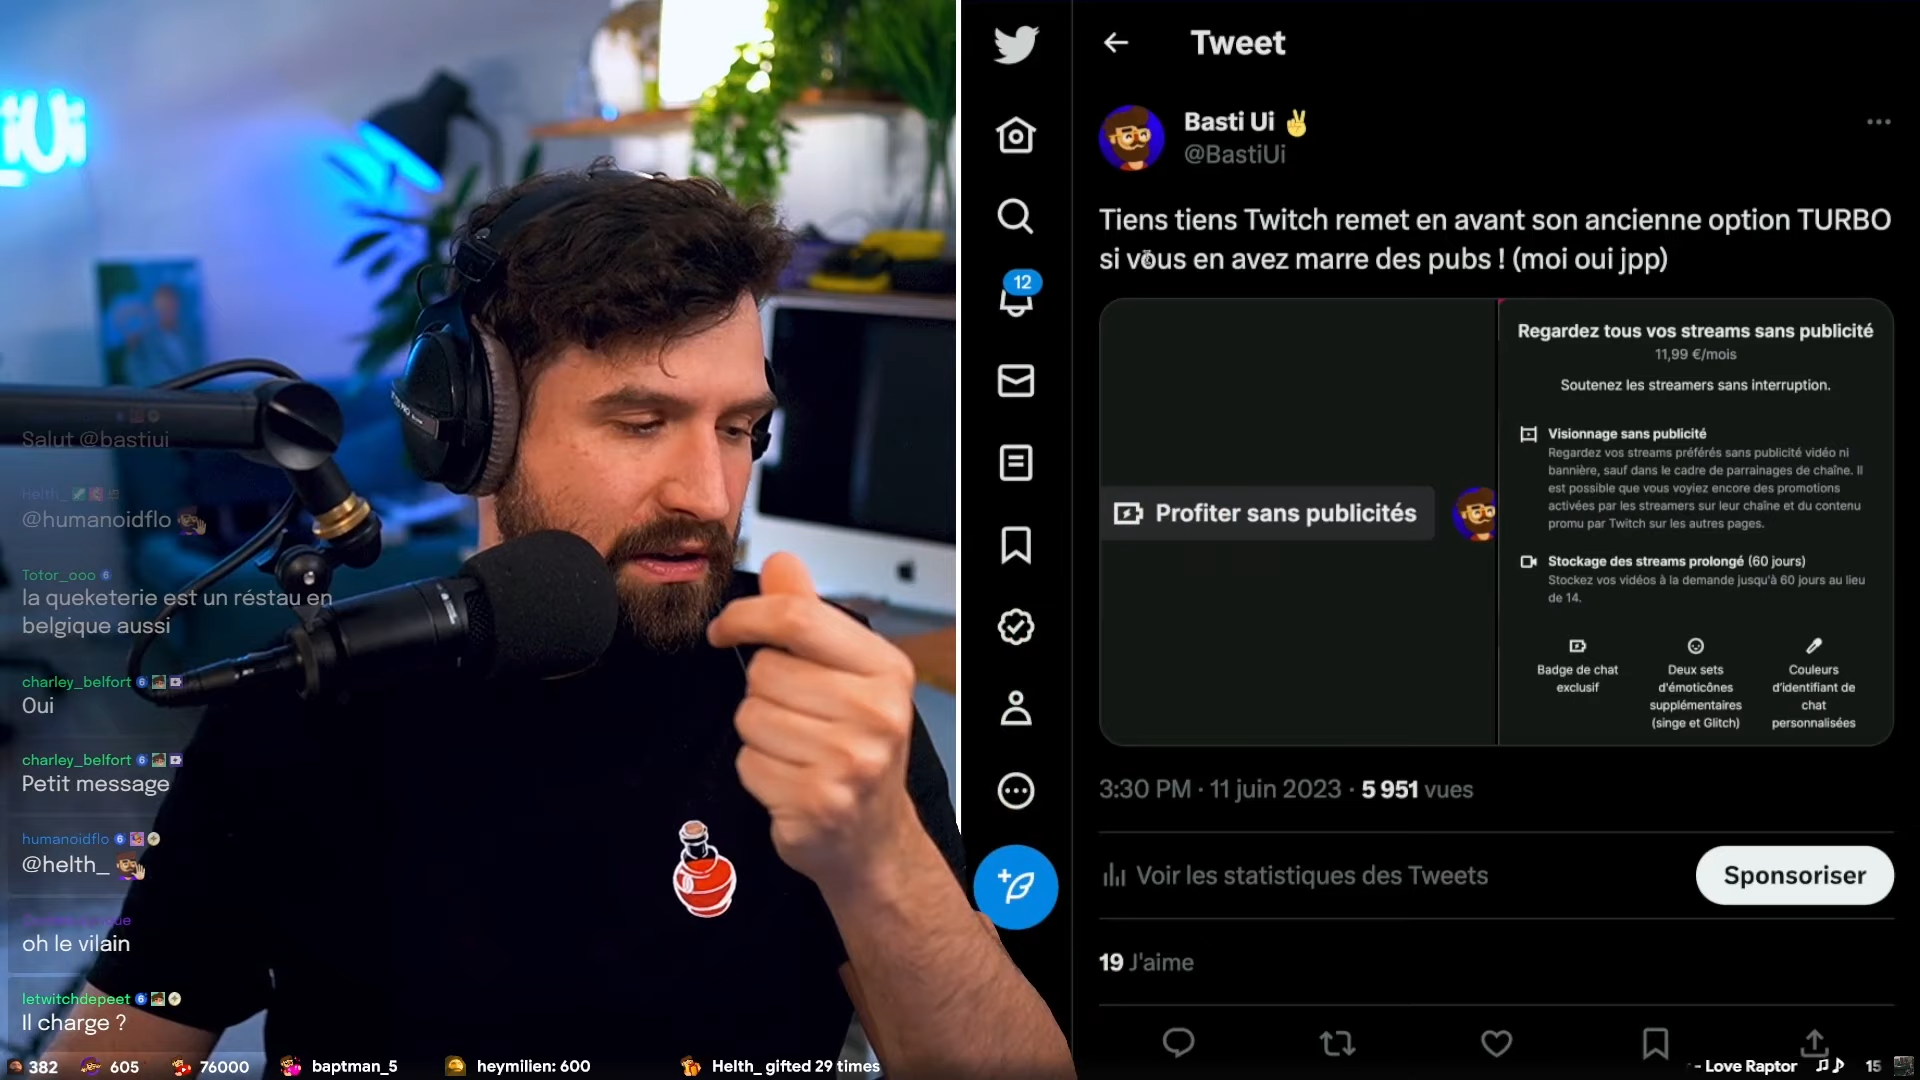 iUi
Salut @bastiui
Helth_
@humanoidflo
Totor_ooo
la queketerie est un réstau en
belgique aussi
charley_belfort
Oui
charley_belfort
Petit message
humanoidflo
@helth_
oh le vilain
letwitchdepeet
Il charge ?
382
605
76000
baptman_5
heymilien: 600
Helth_ gifted 29 times
Tweet
Basti Ui ✌
@BastiUi
Tiens tiens Twitch remet en avant son ancienne option TURBO
si vous en avez marre des pubs ! (moi oui jpp)
12
Profiter sans publicités
Regardez tous vos streams sans publicité
11,99 €/mois
Soutenez les streamers sans interruption.
Visionnage sans publicité
Regardez vos streams préférés sans publicité vidéo ni
bannière, sauf dans le cadre de parrainages de chaîne. Il
est possible que vous voyiez encore des promotions
activées par les streamers sur leur chaîne et du contenu
promu par Twitch sur les autres pages.
Stockage des streams prolongé (60 jours)
Stockez vos vidéos à la demande jusqu'à 60 jours au lieu
de 14.
Badge de chat
exclusif
Deux sets
d'émoticônes
supplémentaires
(singe et Glitch)
Couleurs
d'identifiant de
chat
personnalisées
3:30 PM · 11 juin 2023 · 5 951 vues
Voir les statistiques des Tweets
Sponsoriser
19 J'aime
- Love Raptor
15